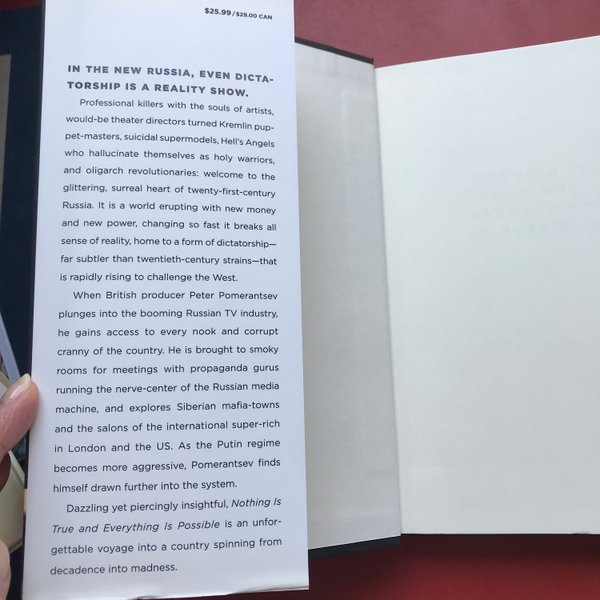 $25.99/$29.00 CAN
IN THE NEW RUSSIA, EVEN DICTA-
TORSHIP IS A REALITY SHOW.
Professional killers with the souls of artists,
would-be theater directors turned Kremlin pup-
pet-masters, suicidal supermodels, Hell's Angels
who hallucinate themselves as holy warriors,
and oligarch revolutionaries: welcome to the
glittering, surreal heart of twenty-first-century
Russia. It is a world erupting with new money
and new power, changing so fast it breaks all
sense of reality, home to a form of dictatorship—
far subtler than twentieth-century strains—that
is rapidly rising to challenge the West.
When British producer Peter Pomerantsev
plunges into the booming Russian TV industry,
he gains access to every nook and corrupt
cranny of the country. He is brought to smoky
rooms for meetings with propaganda gurus
running the nerve-center of the Russian media
machine, and explores Siberian mafia-towns
and the salons of the international super-rich
in London and the US. As the Putin regime
becomes more aggressive, Pomerantsev finds
himself drawn further into the system.
Dazzling yet piercingly insightful, Nothing Is
True and Everything Is Possible is an unfor-
gettable voyage into a country spinning from
decadence into madness.